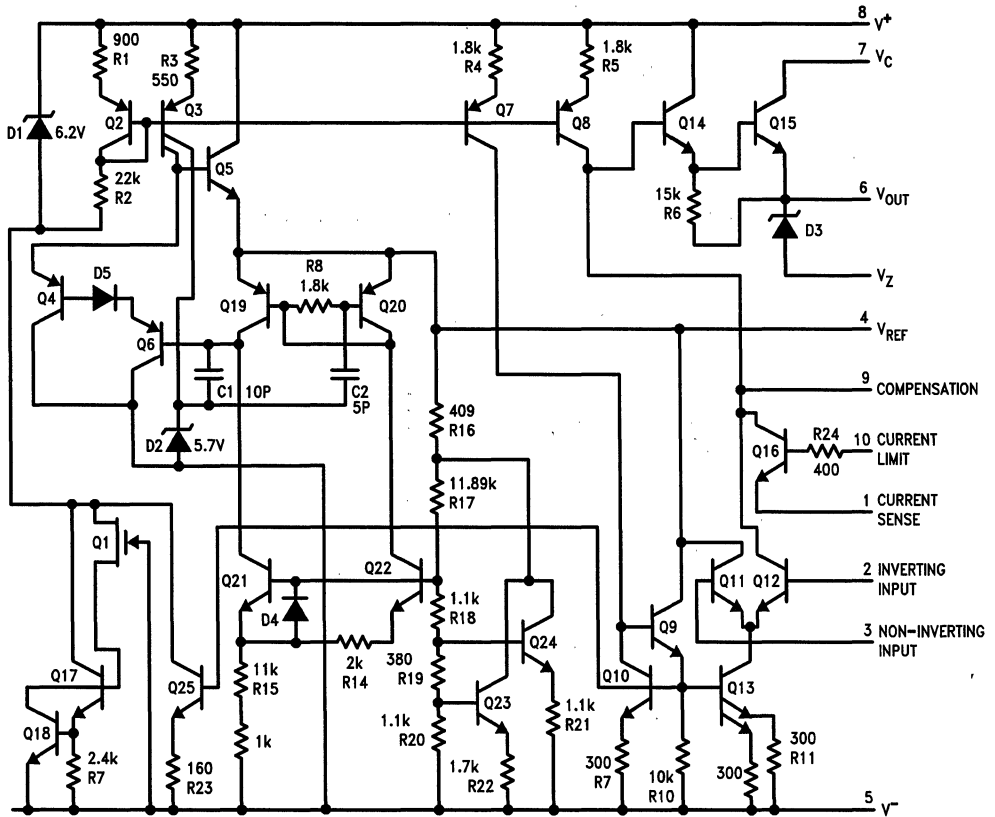 8 V+
7 VC
900
R1
R3
550
1.8k
R4
1.8k
R5
D1
6.2V
Q2
Q3
Q7
Q8
Q14
Q15
22k
R2
Q5
15k
R6
6 VOUT
D3
VZ
Q4
D5
Q6
Q19
R8
1.8k
Q20
4 VREF
C1 10P
C2
5P
9 COMPENSATION
D2
5.7V
409
R16
Q16
R24
400
10 CURRENT
LIMIT
11.89k
R17
1 CURRENT
SENSE
Q1
Q21
Q22
Q11
Q12
2 INVERTING
INPUT
D4
1.1k
R18
Q24
Q9
3 NON-INVERTING
INPUT
Q17
Q25
11k
R15
2k
R14
380
R19
Q23
Q10
Q13
Q18
2.4k
R7
160
R23
1k
1.1k
R20
1.7k
R22
1.1k
R21
300
R7
10k
R10
300
300
R11
5 V−